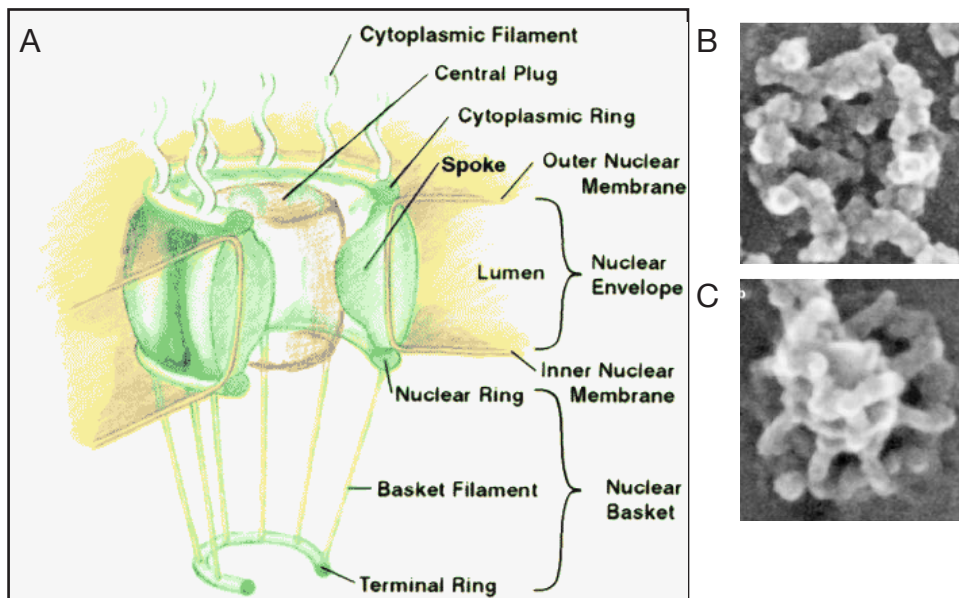 A
Cytoplasmic Filament
Central Plug
Cytoplasmic Ring
Spoke
Outer Nuclear
Membrane
Lumen
Nuclear
Envelope
Inner Nuclear
Membrane
Nuclear Ring
Basket Filament
Nuclear
Basket
Terminal Ring
B
C